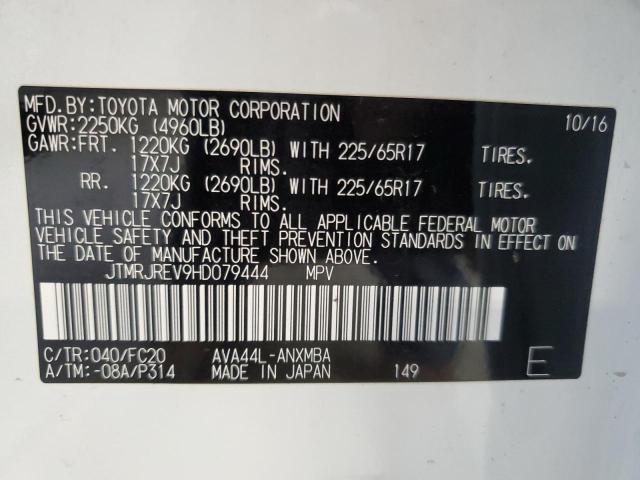 MFD.BY:TOYOTA MOTOR CORPORATION 10/16
GVWR:2250KG (4960LB)
GAWR:FRT. 1220KG (2690LB) WITH 225/65R17 TIRES.
17X7J RIMS.
RR. 1220KG (2690LB) WITH 225/65R17 TIRES.
17X7J RIMS.
THIS VEHICLE CONFORMS TO ALL APPLICABLE FEDERAL MOTOR
VEHICLE SAFETY AND THEFT PREVENTION STANDARDS IN EFFECT ON
THE DATE OF MANUFACTURE SHOWN ABOVE.
JTMRJREV9HD079444 MPV
C/TR:040/FC20 AVA44L-ANXMBA
A/TM:-08A/P314 MADE IN JAPAN 149 E